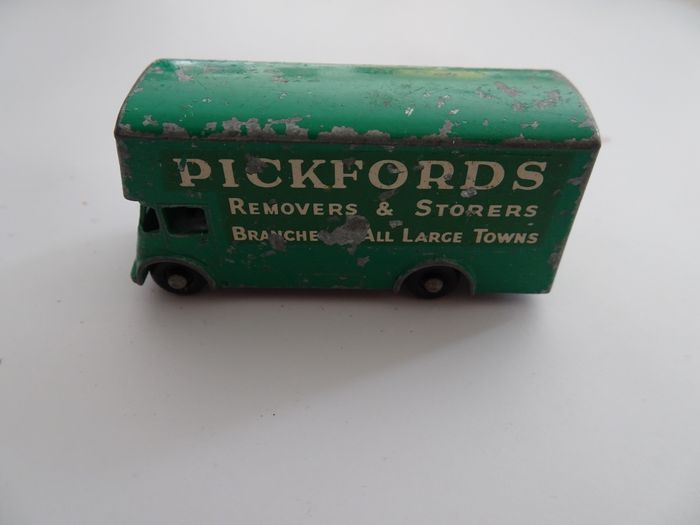 PICKFORDS
REMOVERS & STORERS
BRANCHE ALL LARGE TOWNS